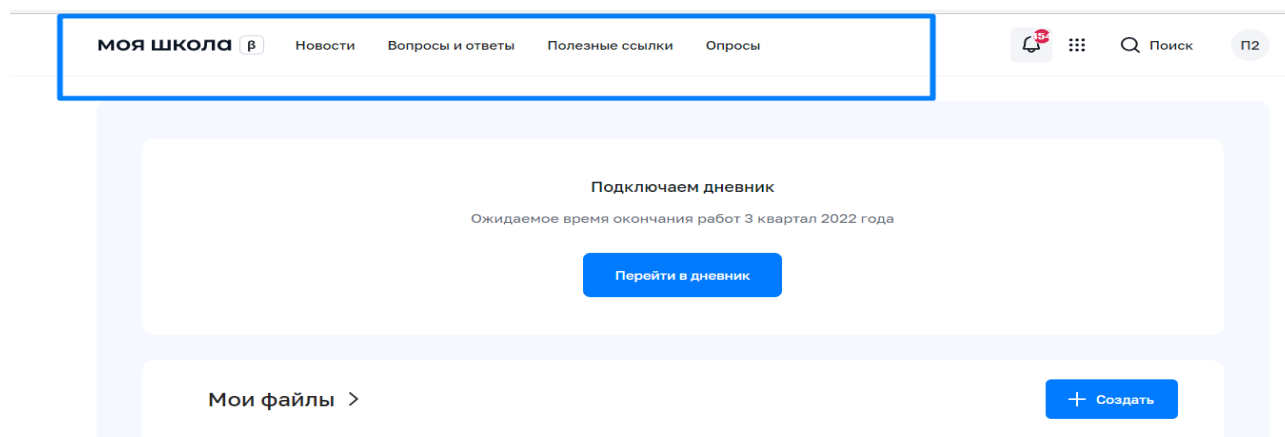 МОЯ ШКОЛА β Новости Вопросы и ответы Полезные ссылки Опросы Поиск П2
Подключаем дневник
Ожидаемое время окончания работ 3 квартал 2022 года
Перейти в дневник
Мои файлы > + Создать